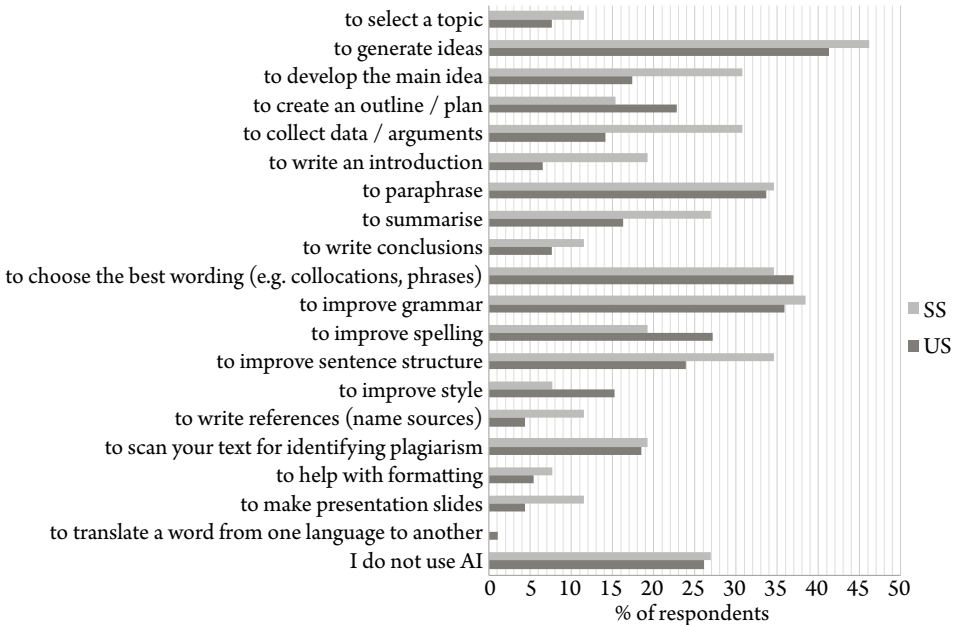 to select a topic
to generate ideas
to develop the main idea
to create an outline / plan
to collect data / arguments
to write an introduction
to paraphrase
to summarise
to write conclusions
to choose the best wording (e.g. collocations, phrases)
to improve grammar
to improve spelling
to improve sentence structure
to improve style
to write references (name sources)
to scan your text for identifying plagiarism
to help with formatting
to make presentation slides
to translate a word from one language to another
I do not use AI
0 5 10 15 20 25 30 35 40 45 50
% of respondents
SS
US